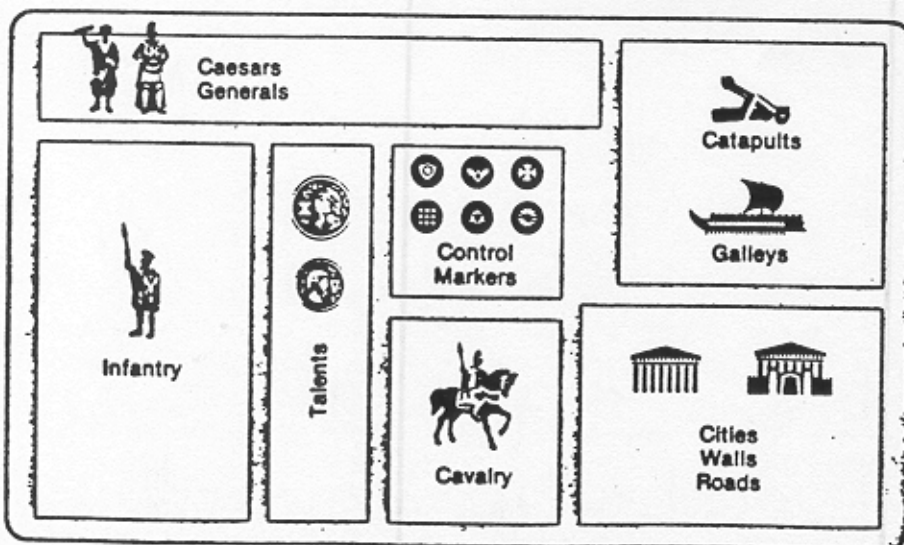 Caesars
Generals
Catapults
Galleys
Control
Markers
Infantry
Talents
Cavalry
Cities
Walls
Roads